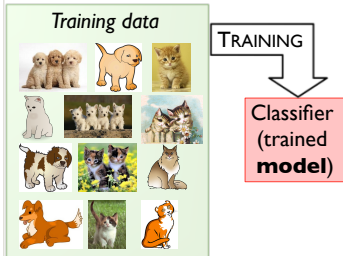 Training data
TRAINING
Classifier
(trained
model)